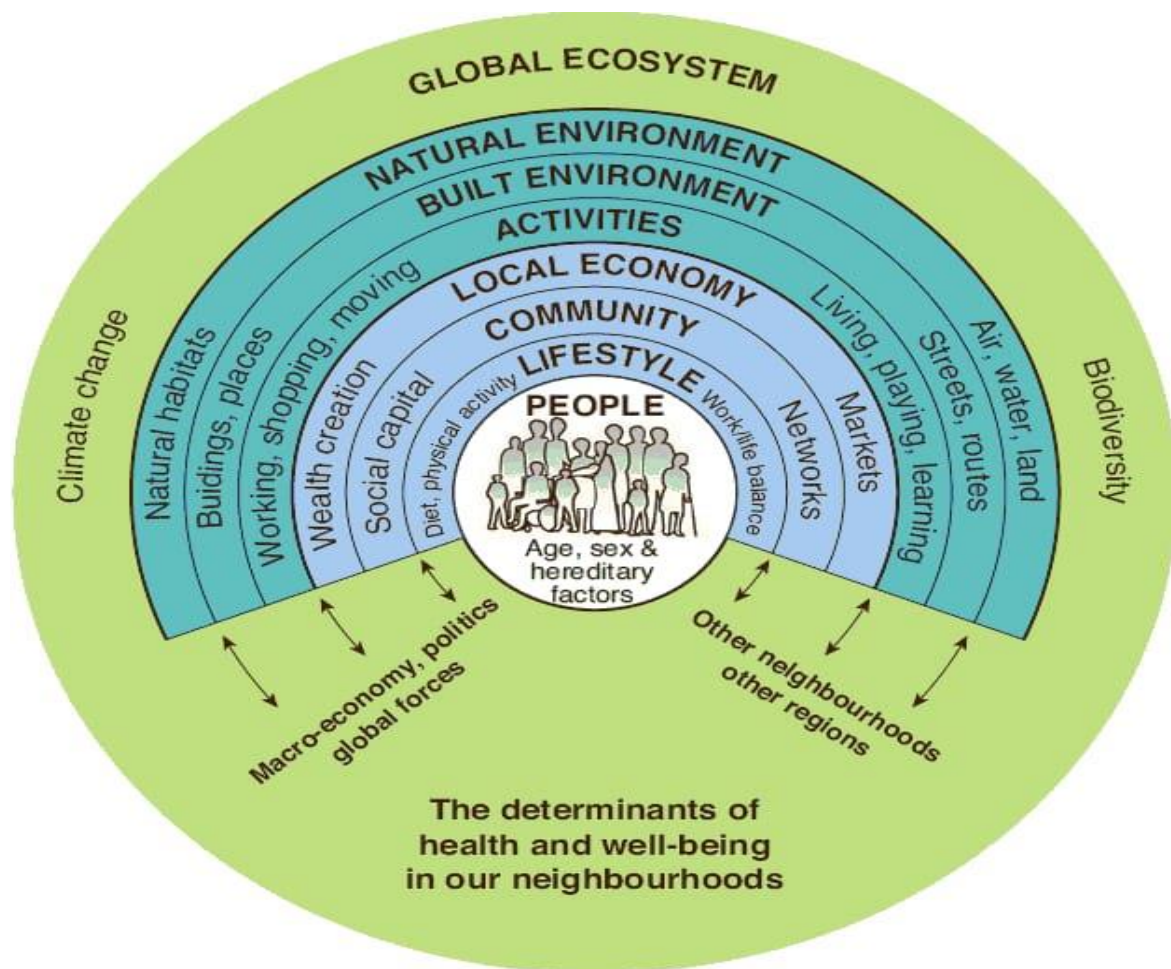 GLOBAL ECOSYSTEM
NATURAL ENVIRONMENT
BUILT ENVIRONMENT
ACTIVITIES
LOCAL ECONOMY
COMMUNITY
LIFESTYLE
PEOPLE
Age, sex &
hereditary
factors
Climate change
Natural habitats
Buidings, places
Working, shopping, moving
Wealth creation
Social capital
Diet, physical activity
Work/life balance
Networks
Markets
Living, playing, learning
Streets, routes
Air, water, land
Biodiversity
Macro-economy, politics
global forces
Other neighbourhoods
other regions
The determinants of
health and well-being
in our neighbourhoods